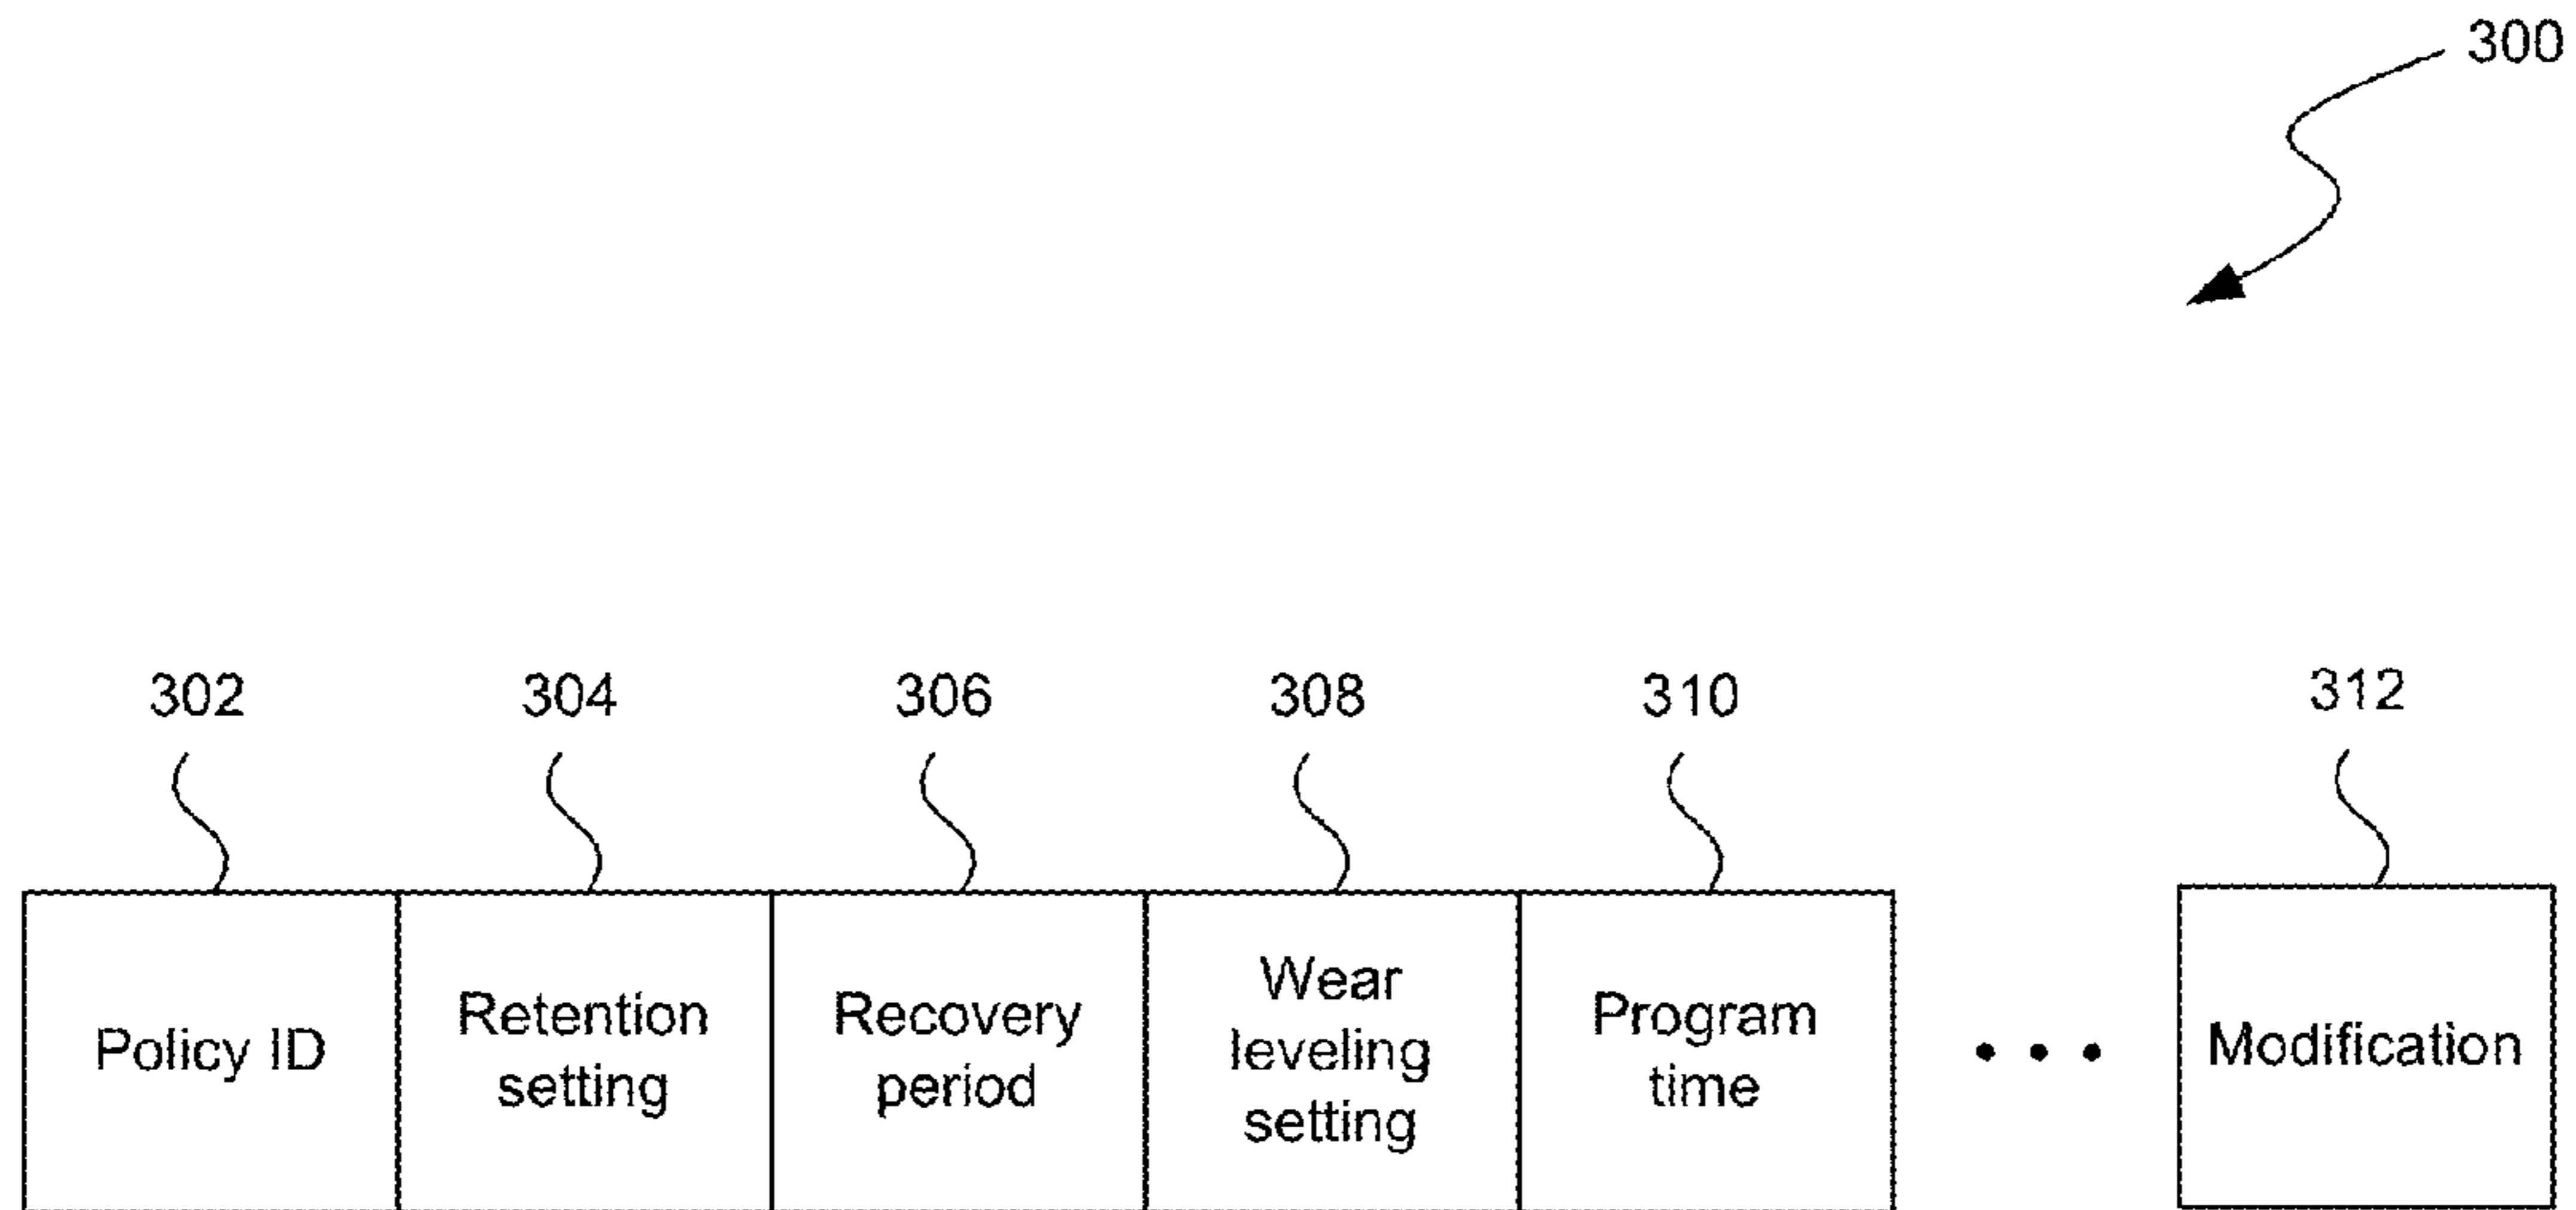 300
302 304 306 308 310 312
Policy ID
Retention
setting
Recovery
period
Wear
leveling
setting
Program
time
• • •
Modification